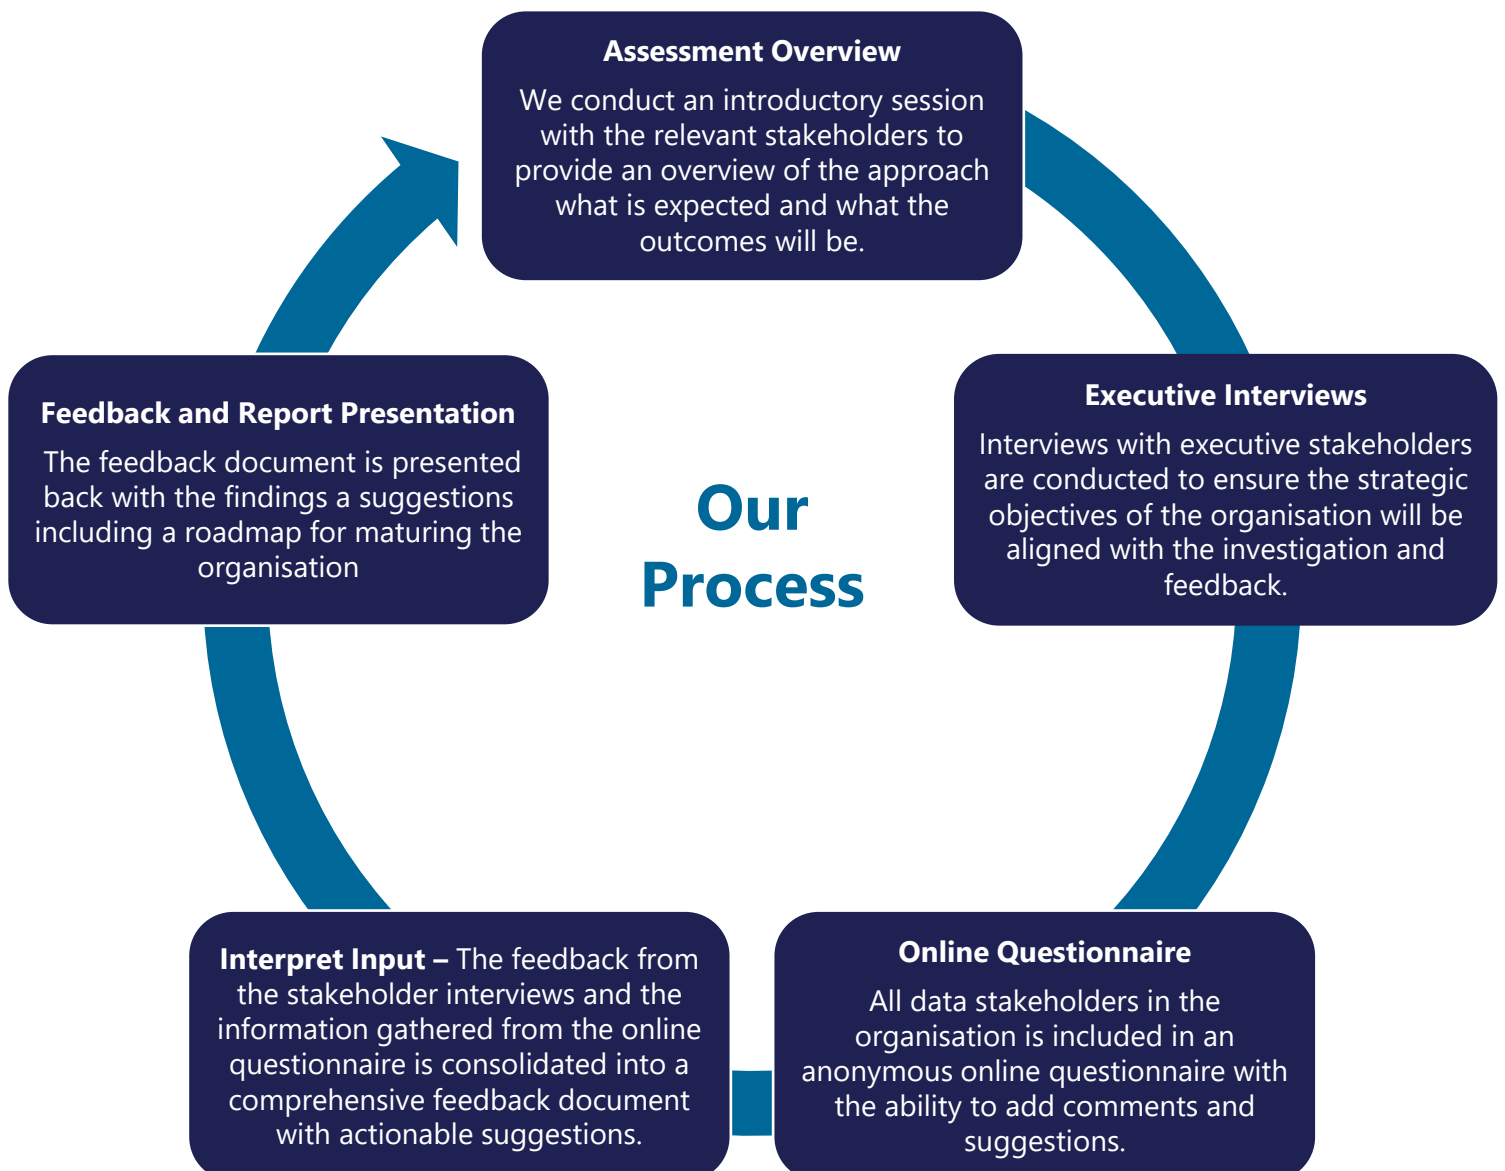 Assessment Overview
We conduct an introductory session
with the relevant stakeholders to
provide an overview of the approach
what is expected and what the
outcomes will be.
Executive Interviews
Interviews with executive stakeholders
are conducted to ensure the strategic
objectives of the organisation will be
aligned with the investigation and
feedback.
Online Questionnaire
All data stakeholders in the
organisation is included in an
anonymous online questionnaire with
the ability to add comments and
suggestions.
Interpret Input – The feedback from
the stakeholder interviews and the
information gathered from the online
questionnaire is consolidated into a
comprehensive feedback document
with actionable suggestions.
Feedback and Report Presentation
The feedback document is presented
back with the findings a suggestions
including a roadmap for maturing the
organisation
Our
Process